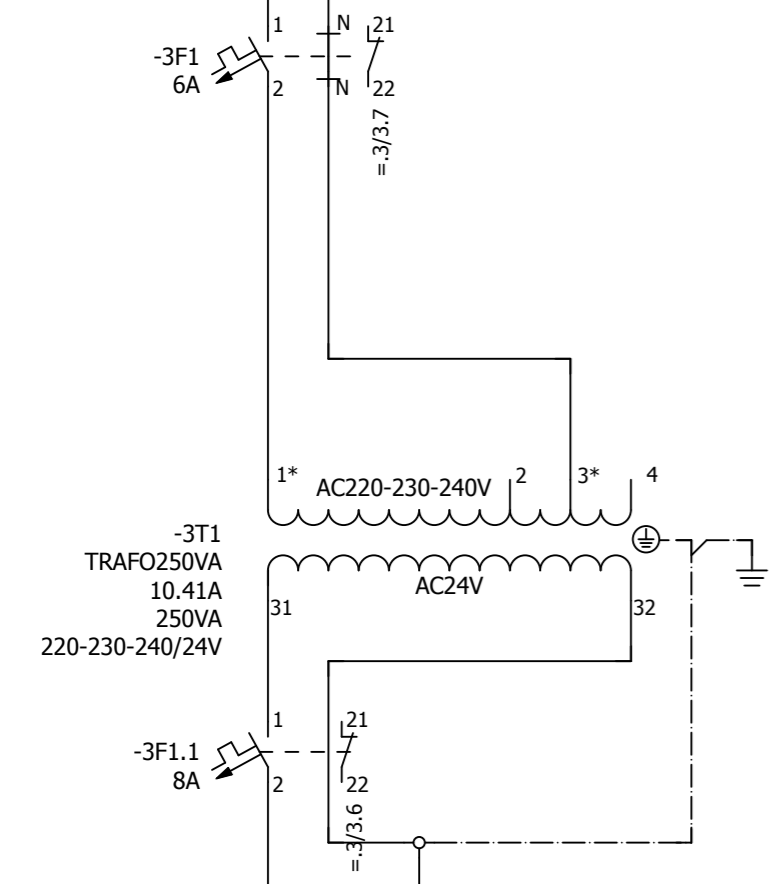 1 N 21
-3F1
6A
2 N 22
=.3/3.7
1* AC220-230-240V 2 3* 4
-3T1
TRAFO250VA
10.41A
250VA
220-230-240/24V
AC24V
31 32
1 21
-3F1.1
8A
2 22
=.3/3.6